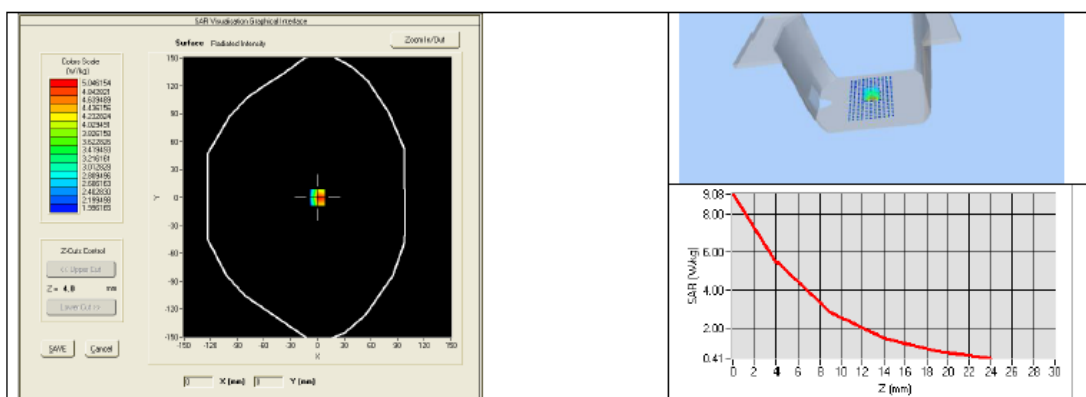 SAR Visualisation Graphical Interface
Surface Radiated Intensity
Zoom In/Out
Colors Scale
(W/kg)
5.046154
4.842821
4.639489
4.436156
4.232824
4.029491
3.826158
3.622826
3.419493
3.216161
3.012828
2.809496
2.606163
2.402830
2.199498
1.996165
150
120
90
60
30
0
-30
-60
-90
-120
-150
Y
-150 -120 -90 -60 -30 0 30 60 90 120 150
X
Z-Cuts Control
<< Upper Cut
Z = 4.0 mm
Lower Cut >>
SAVE Cancel
0 X (mm) 0 Y (mm)
9.08
8.00
6.00
4.00
2.00
0.41
SAR (W/kg)
0 2 4 6 8 10 12 14 16 18 20 22 24 26 28 30
Z (mm)